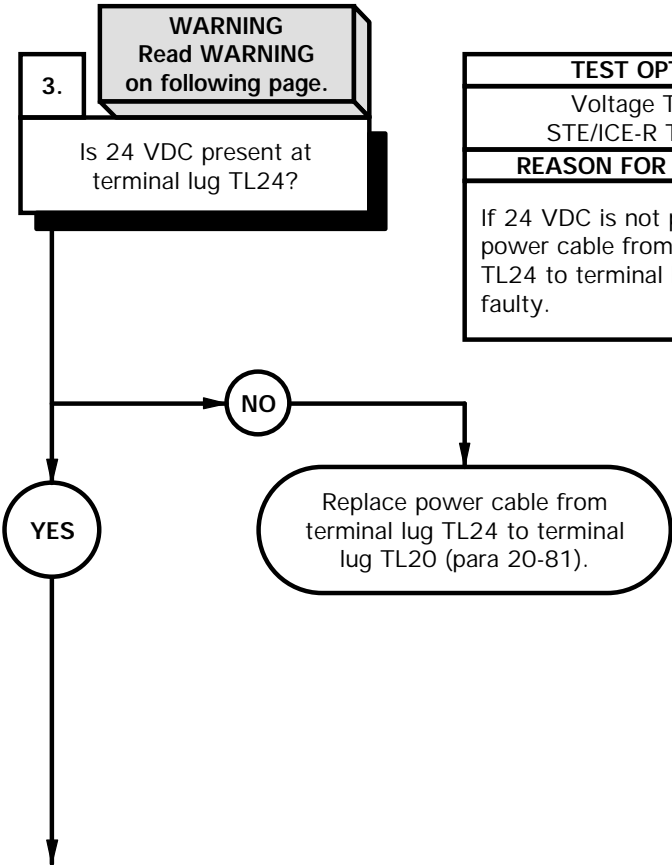 WARNING
Read WARNING
on following page.
3.
Is 24 VDC present at
terminal lug TL24?
TEST
Voltage
STE/ICE-R
REASON FOR
If 24 VDC is not
power cable from
TL24 to terminal
faulty.
NO
YES
Replace power cable from
terminal lug TL24 to terminal
lug TL20 (para 20-81).